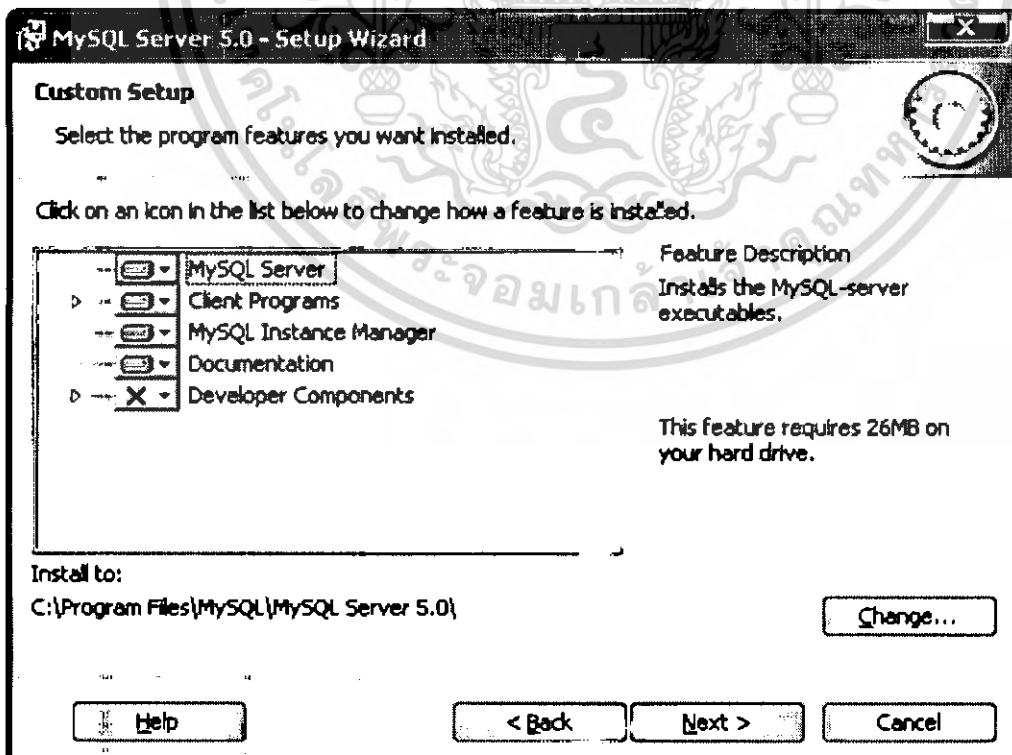 MySQL Server 5.0 - Setup Wizard
Custom Setup
Select the program features you want installed.
Click on an icon in the list below to change how a feature is installed.
MySQL Server
Client Programs
MySQL Instance Manager
Documentation
Developer Components
Feature Description
Installs the MySQL-server
executables.
This feature requires 26MB on
your hard drive.
Install to:
C:\Program Files\MySQL\MySQL Server 5.0\
Change...
Help
< Back
Next >
Cancel